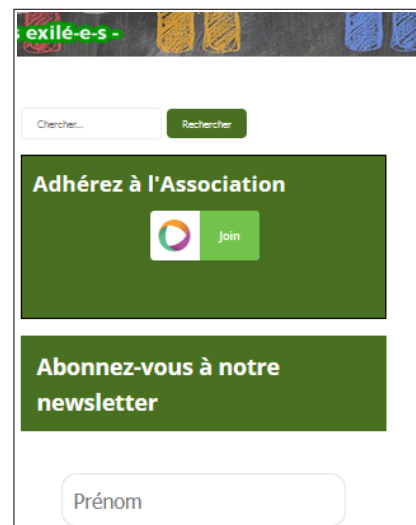 s exilé-e-s -
Chercher... Rechercher
Adhérez à l'Association
Join
Abonnez-vous à notre
newsletter
Prénom